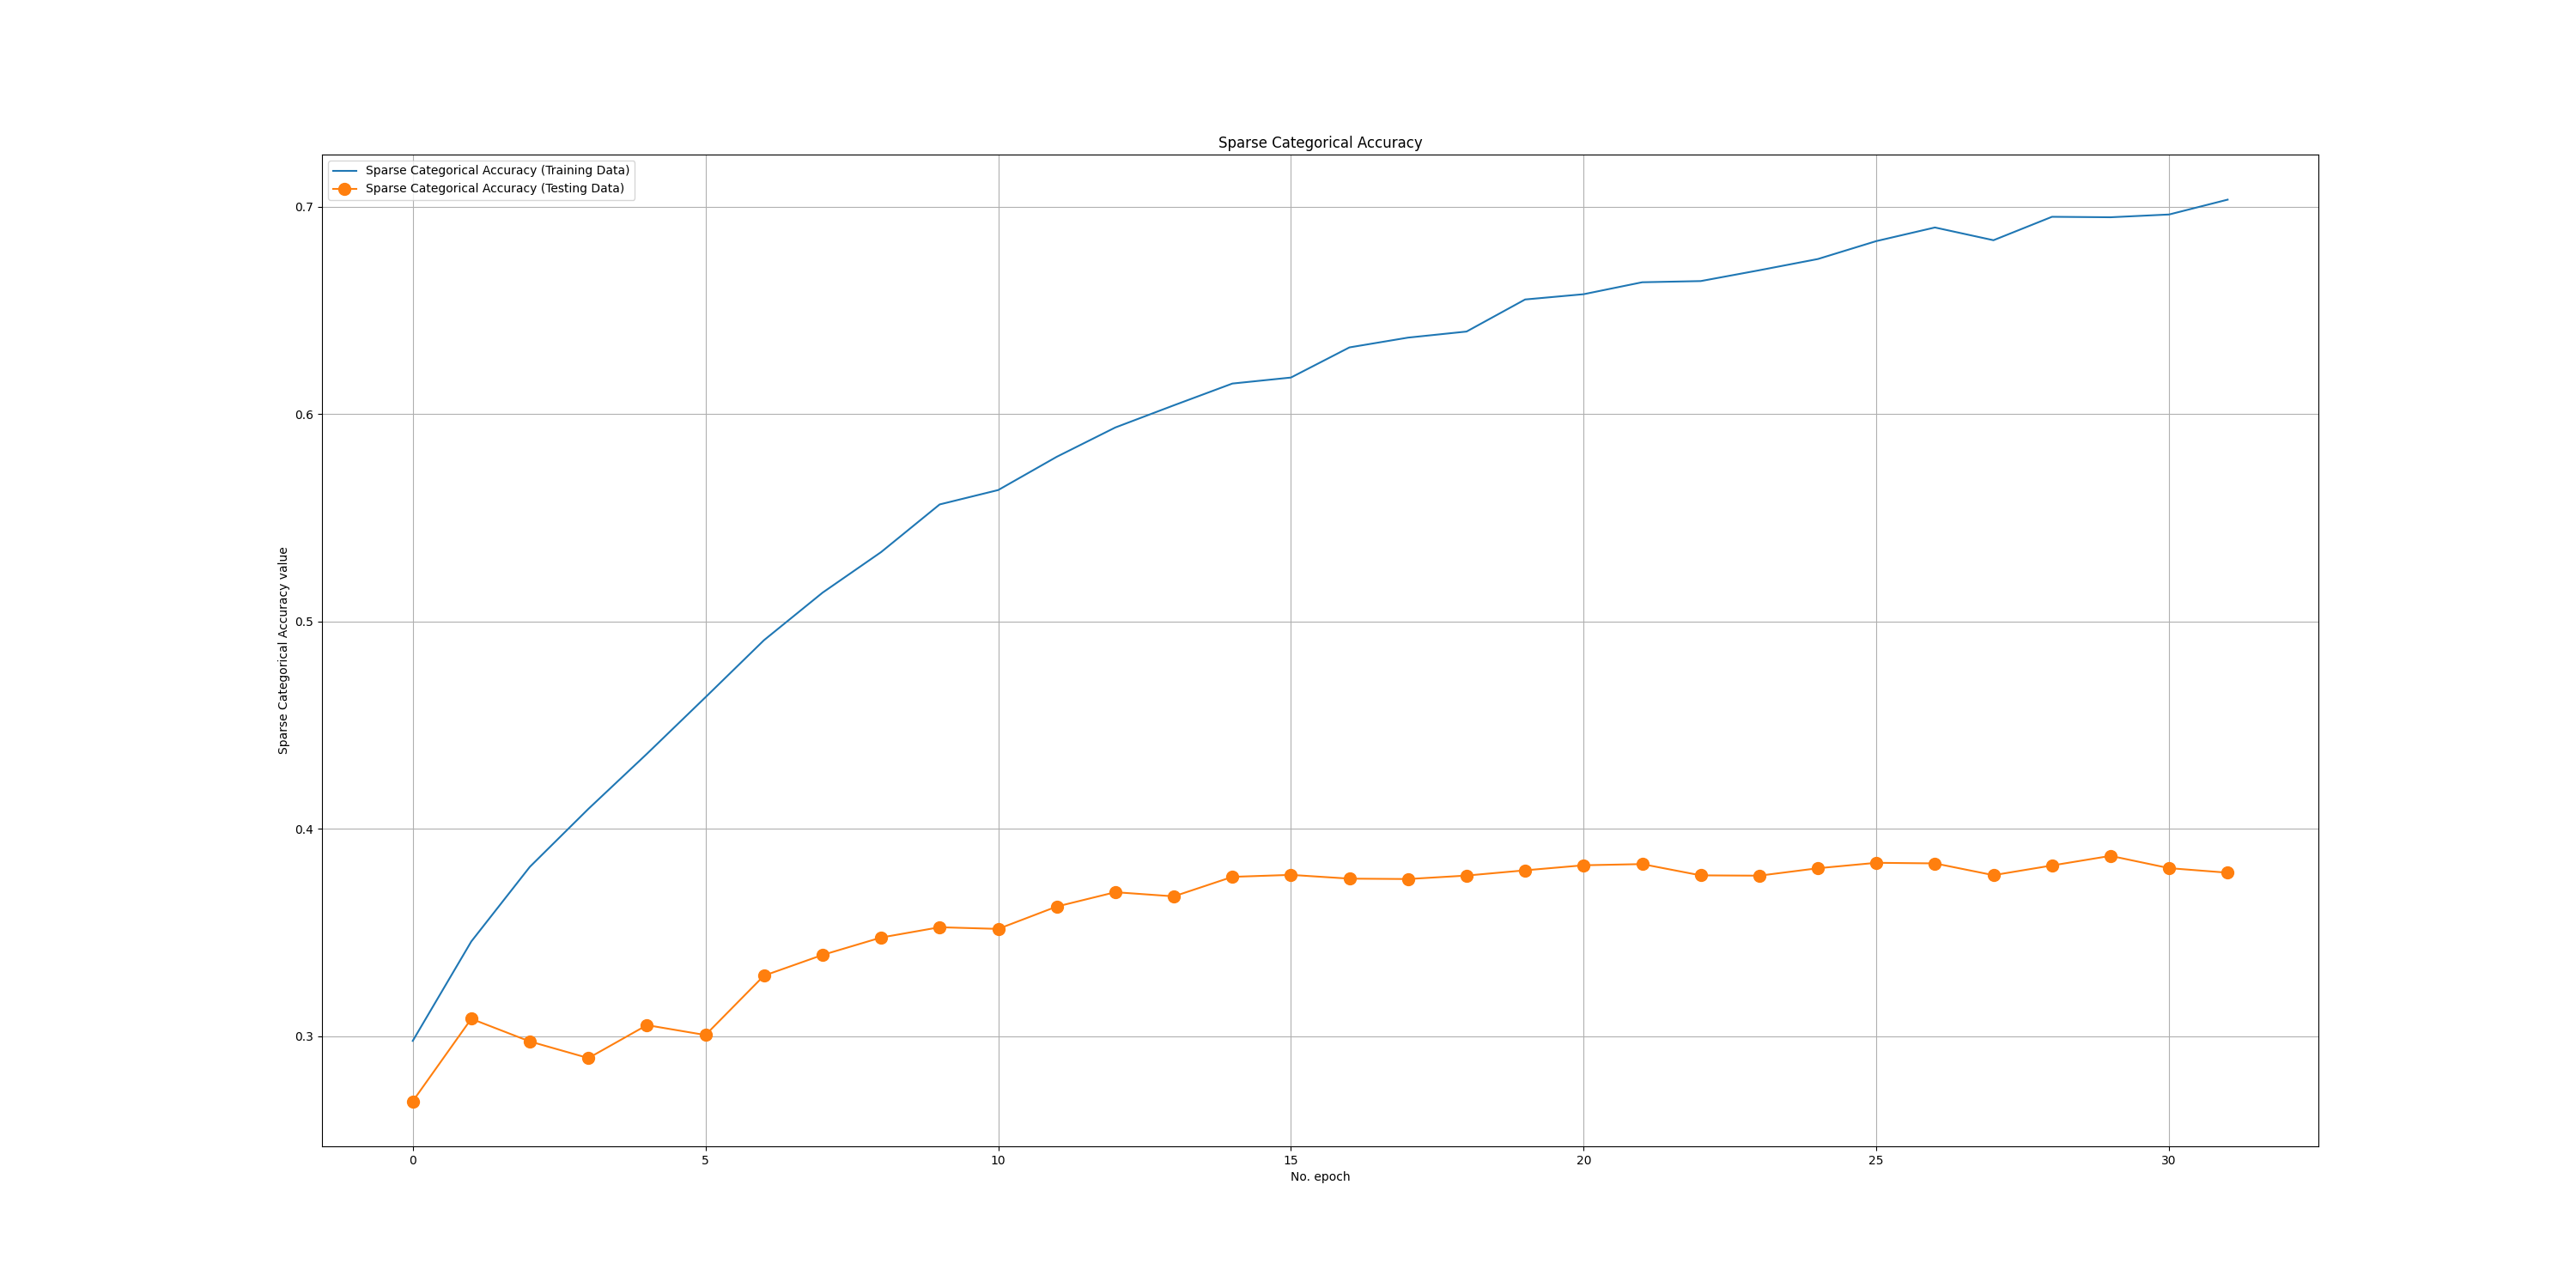 Sparse Categorical Accuracy
Sparse Categorical Accuracy (Training Data)
Sparse Categorical Accuracy (Testing Data)
Sparse Categorical Accuracy value
0.7
0.6
0.5
0.4
0.3
0
5
10
15
20
25
30
No. epoch